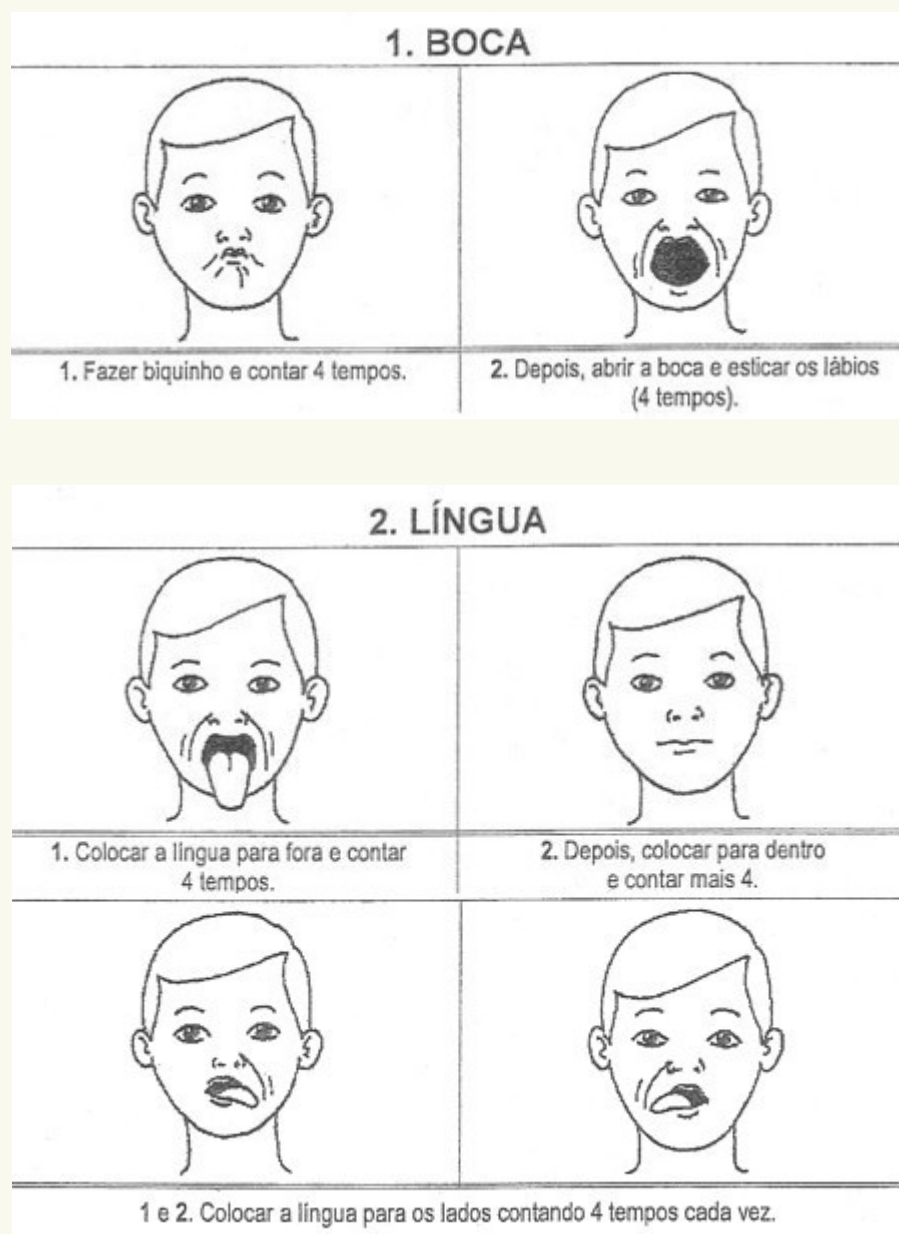 1. BOCA
1. Fazer biquinho e contar 4 tempos.
2. Depois, abrir a boca e esticar os lábios
(4 tempos).
2. LÍNGUA
1. Colocar a língua para fora e contar
4 tempos.
2. Depois, colocar para dentro
e contar mais 4.
1 e 2. Colocar a língua para os lados contando 4 tempos cada vez.